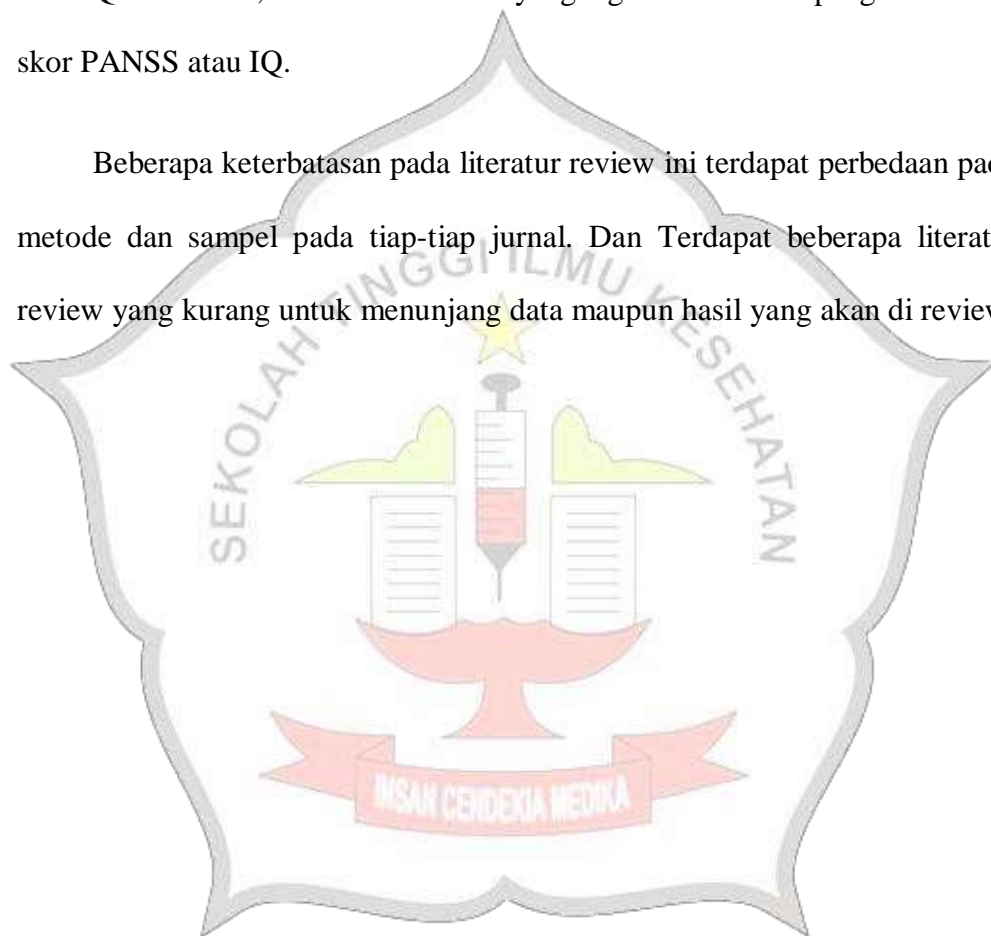 skor PANSS atau IQ.
Beberapa keterbatasan pada literatur review ini terdapat perbedaan
metode dan sampel pada tiap-tiap jurnal. Dan Terdapat beberapa
review yang kurang untuk menunjang data maupun hasil yang akan di review
SEKOLAH TINGGI ILMU KESEHATAN
INSAN CENDEKIA MEDIKA